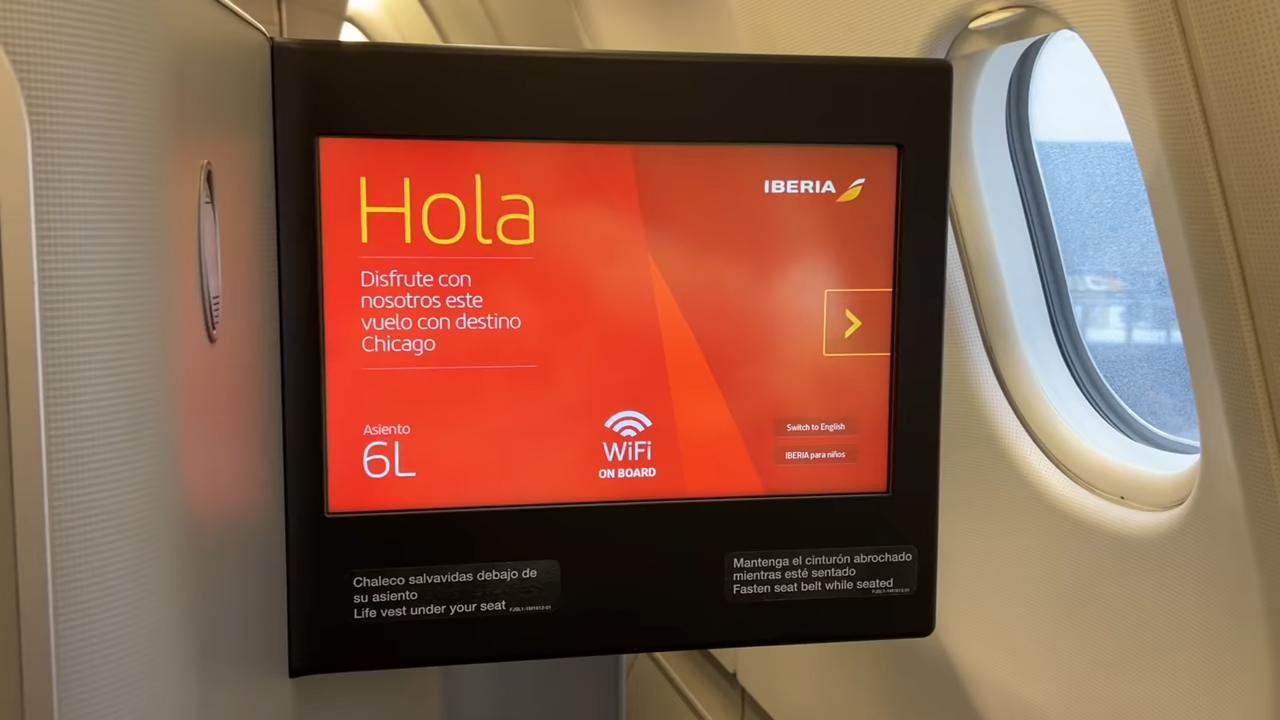 Hola
IBERIA
Disfrute con
nosotros este
vuelo con destino
Chicago
Asiento
6L
WiFi
ON BOARD
Switch to English
IBERIA para niños
Chaleco salvavidas debajo de
su asiento
Life vest under your seat
Mantenga el cinturón abrochado
mientras esté sentado
Fasten seat belt while seated